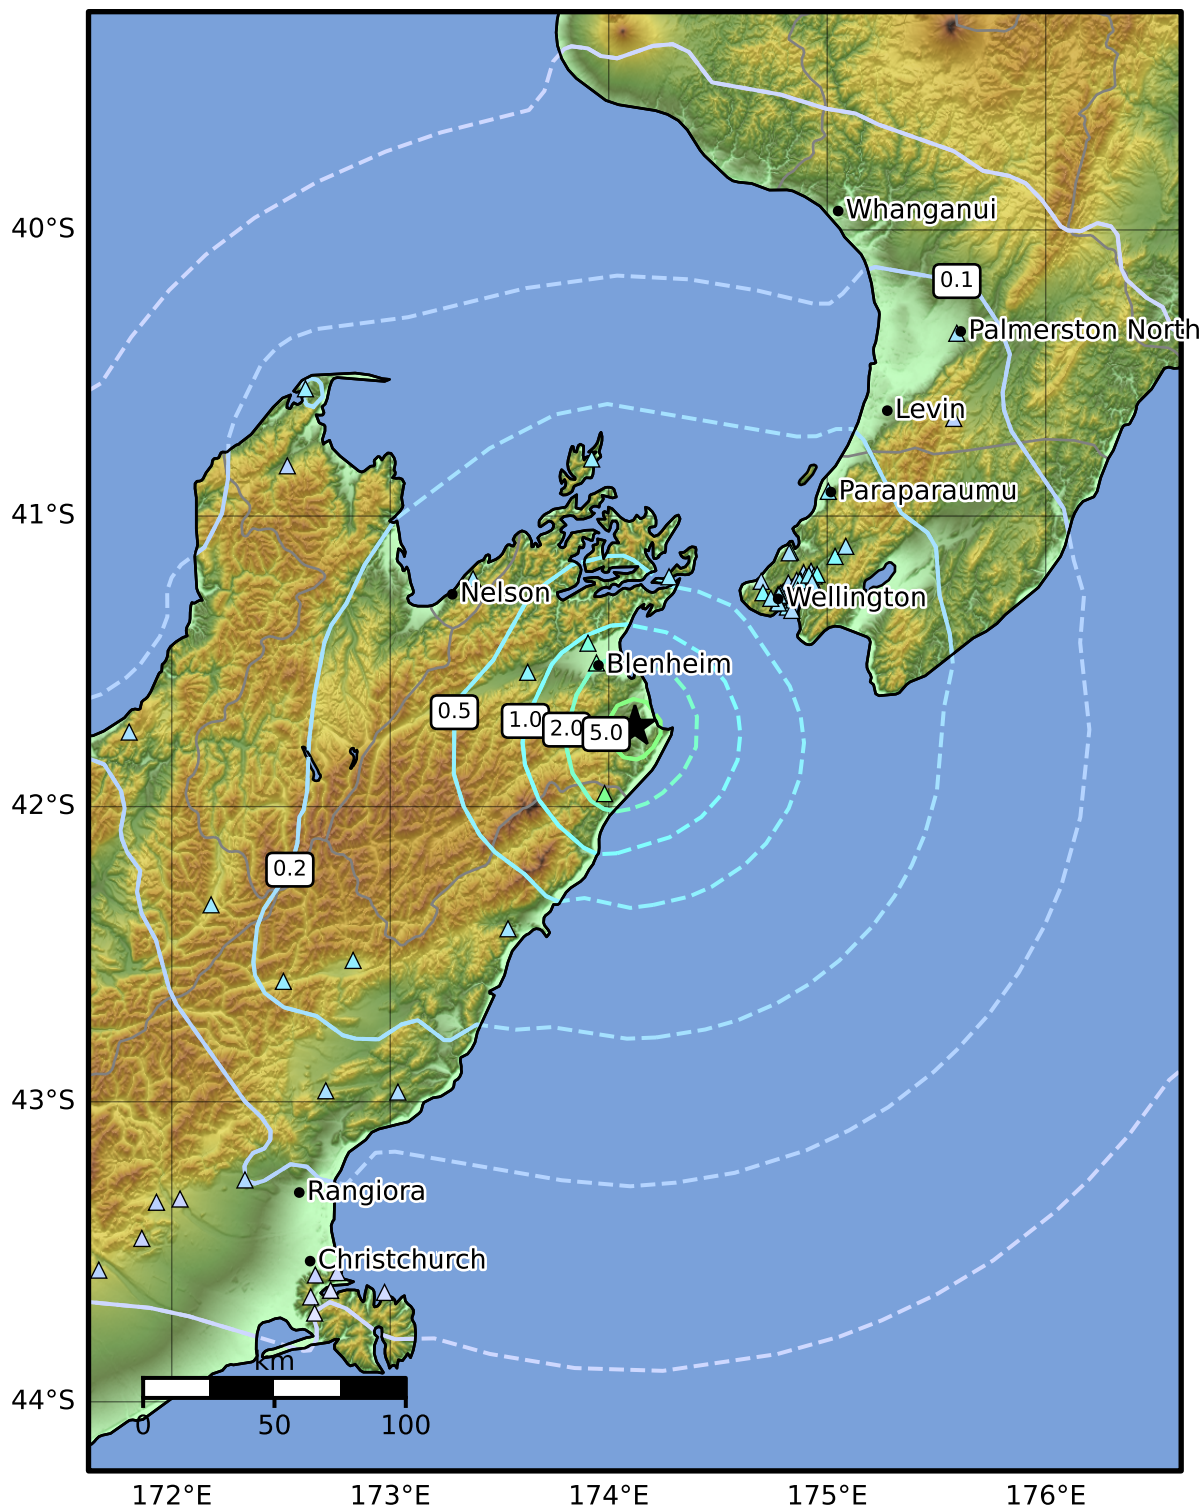 Whanganui
40°S
0.1
Palmerston North
Levin
Paraparaumu
41°S
Nelson
Wellington
Blenheim
0.5
1.0
2.0
5.0
42°S
0.2
43°S
Rangiora
Christchurch
km
44°S
0
50
100
172°E
173°E
174°E
175°E
176°E